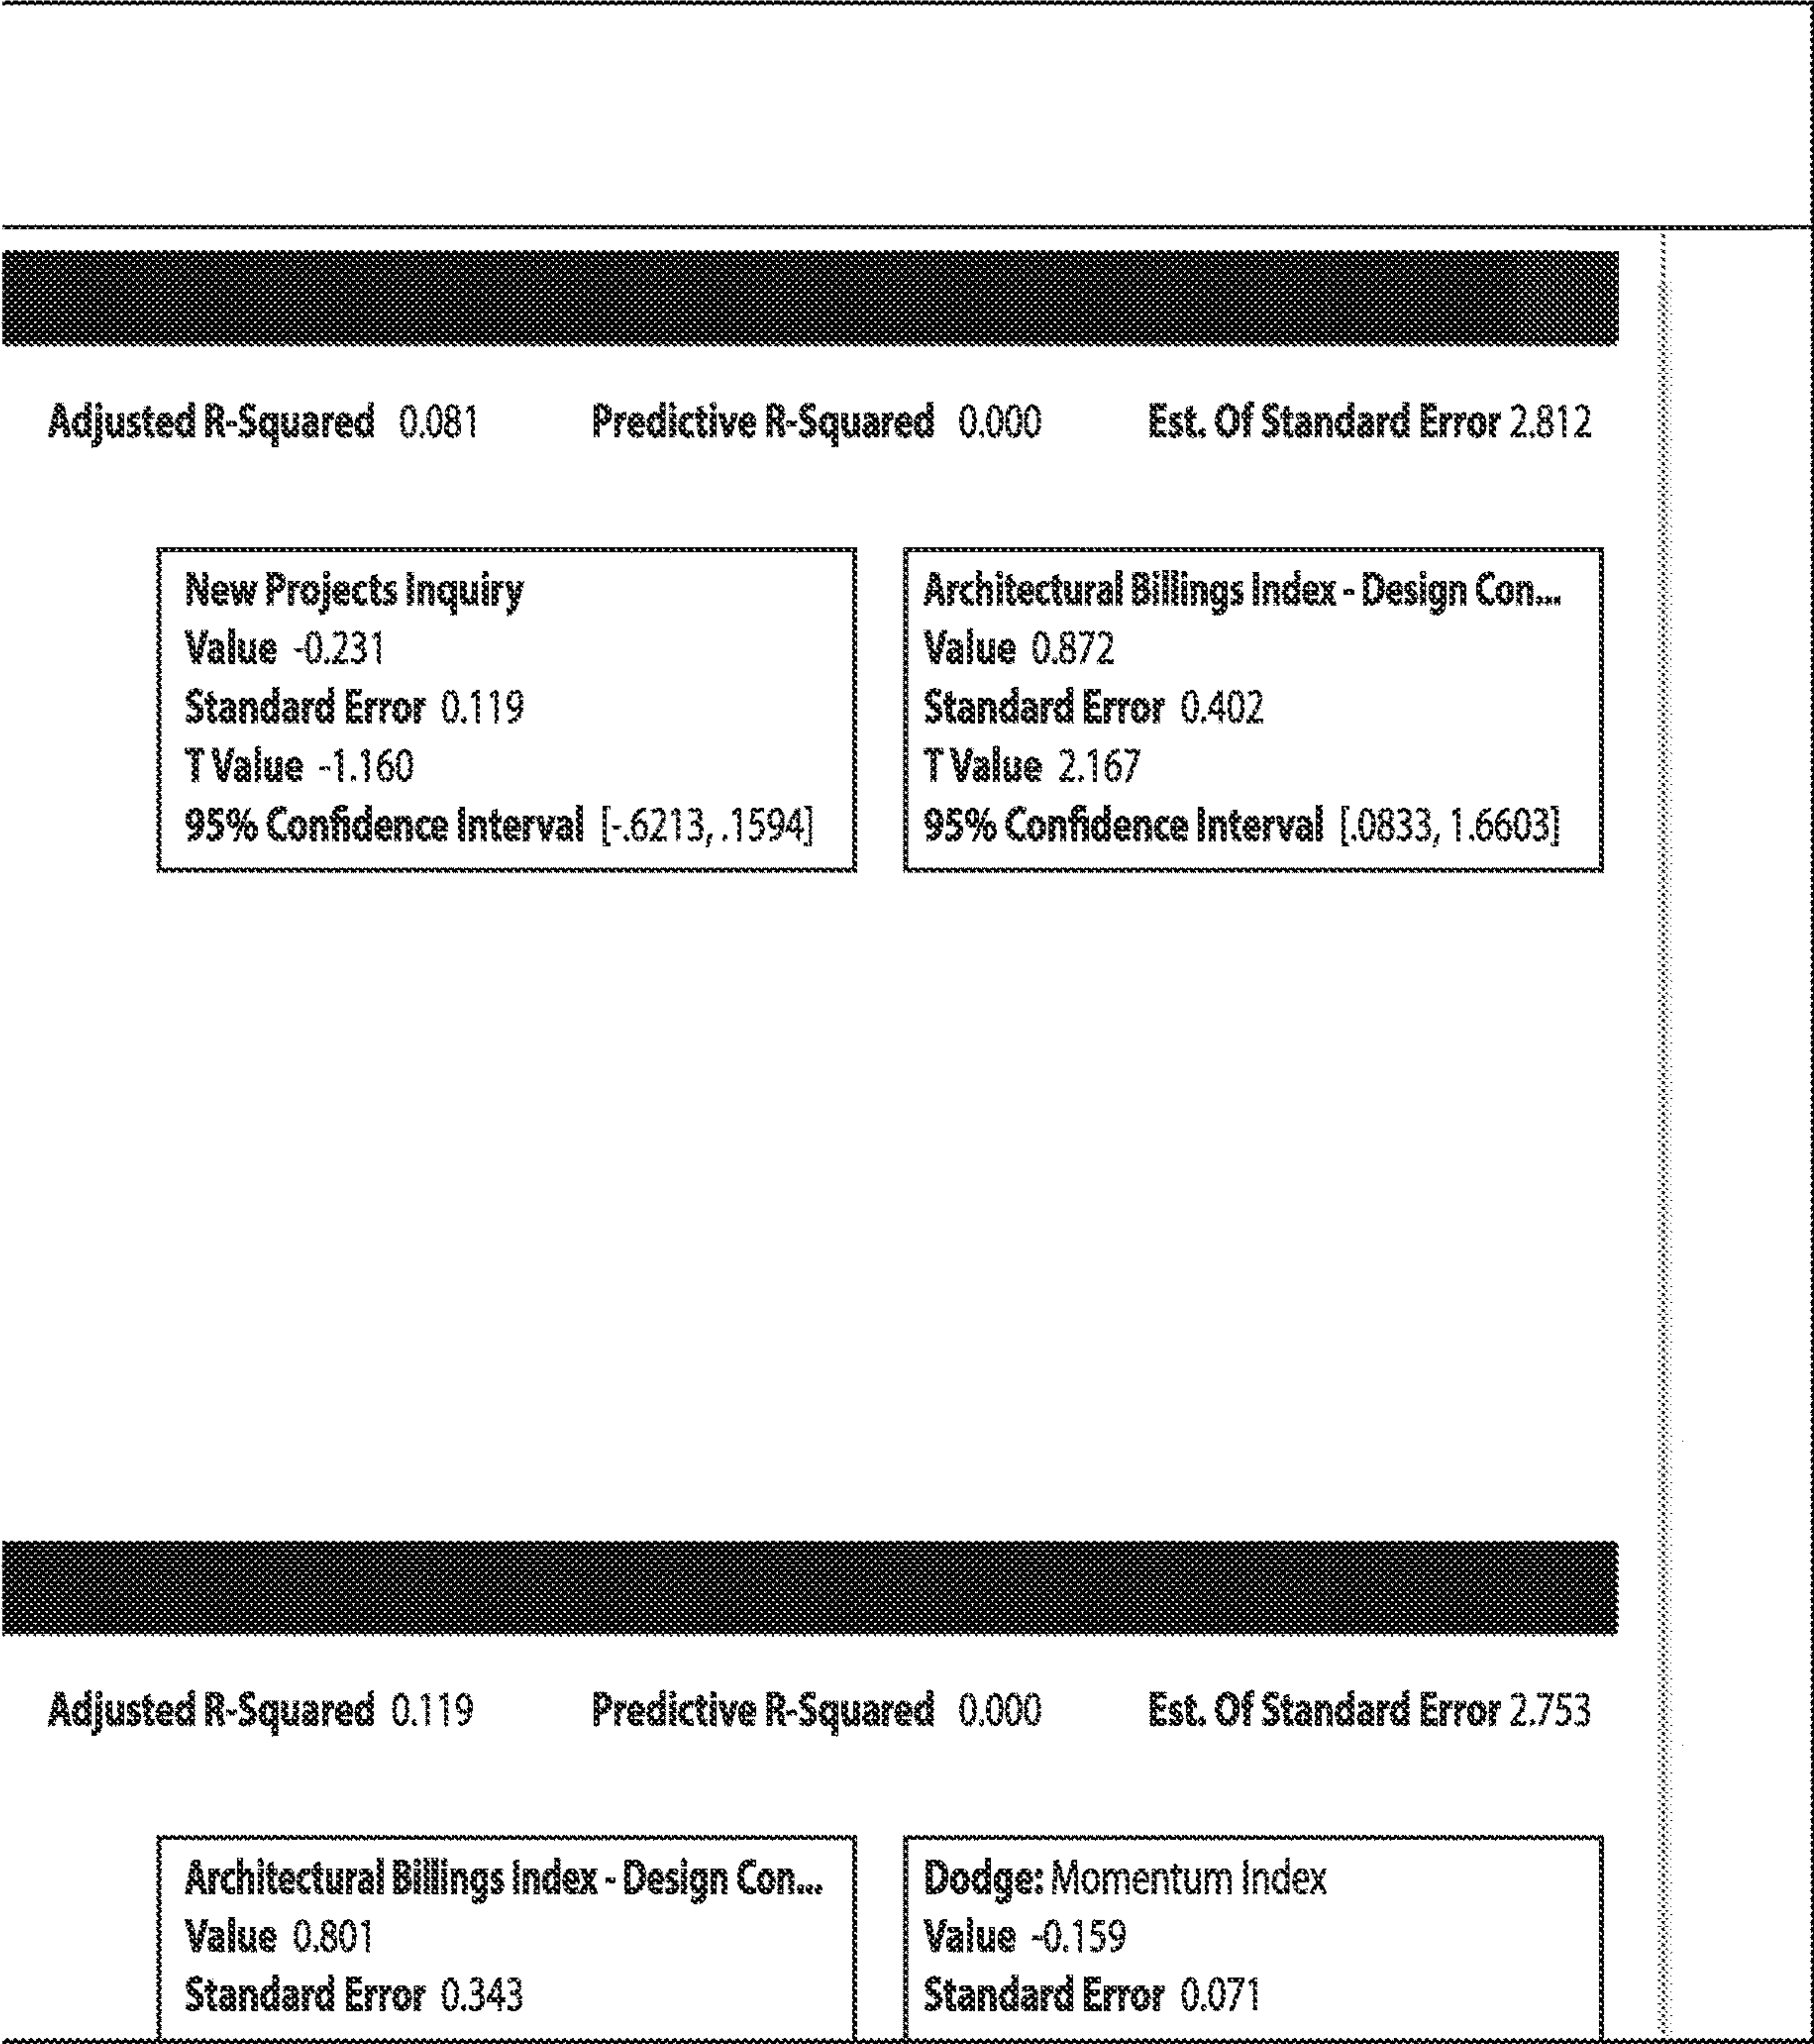 Adjusted R-Squared 0.081 Predictive R-Squared 0.000 Est. Of Standard Error 2.812
New Projects Inquiry
Value -0.231
Standard Error 0.119
T Value -1.160
95% Confidence Interval [-.6213, .1594]
Architectural Billings Index - Design Con...
Value 0.872
Standard Error 0.402
T Value 2.167
95% Confidence Interval [.0833, 1.6603]
Adjusted R-Squared 0.119 Predictive R-Squared 0.000 Est. Of Standard Error 2.753
Architectural Billings Index - Design Con...
Value 0.801
Standard Error 0.343
Dodge: Momentum Index
Value -0.159
Standard Error 0.071